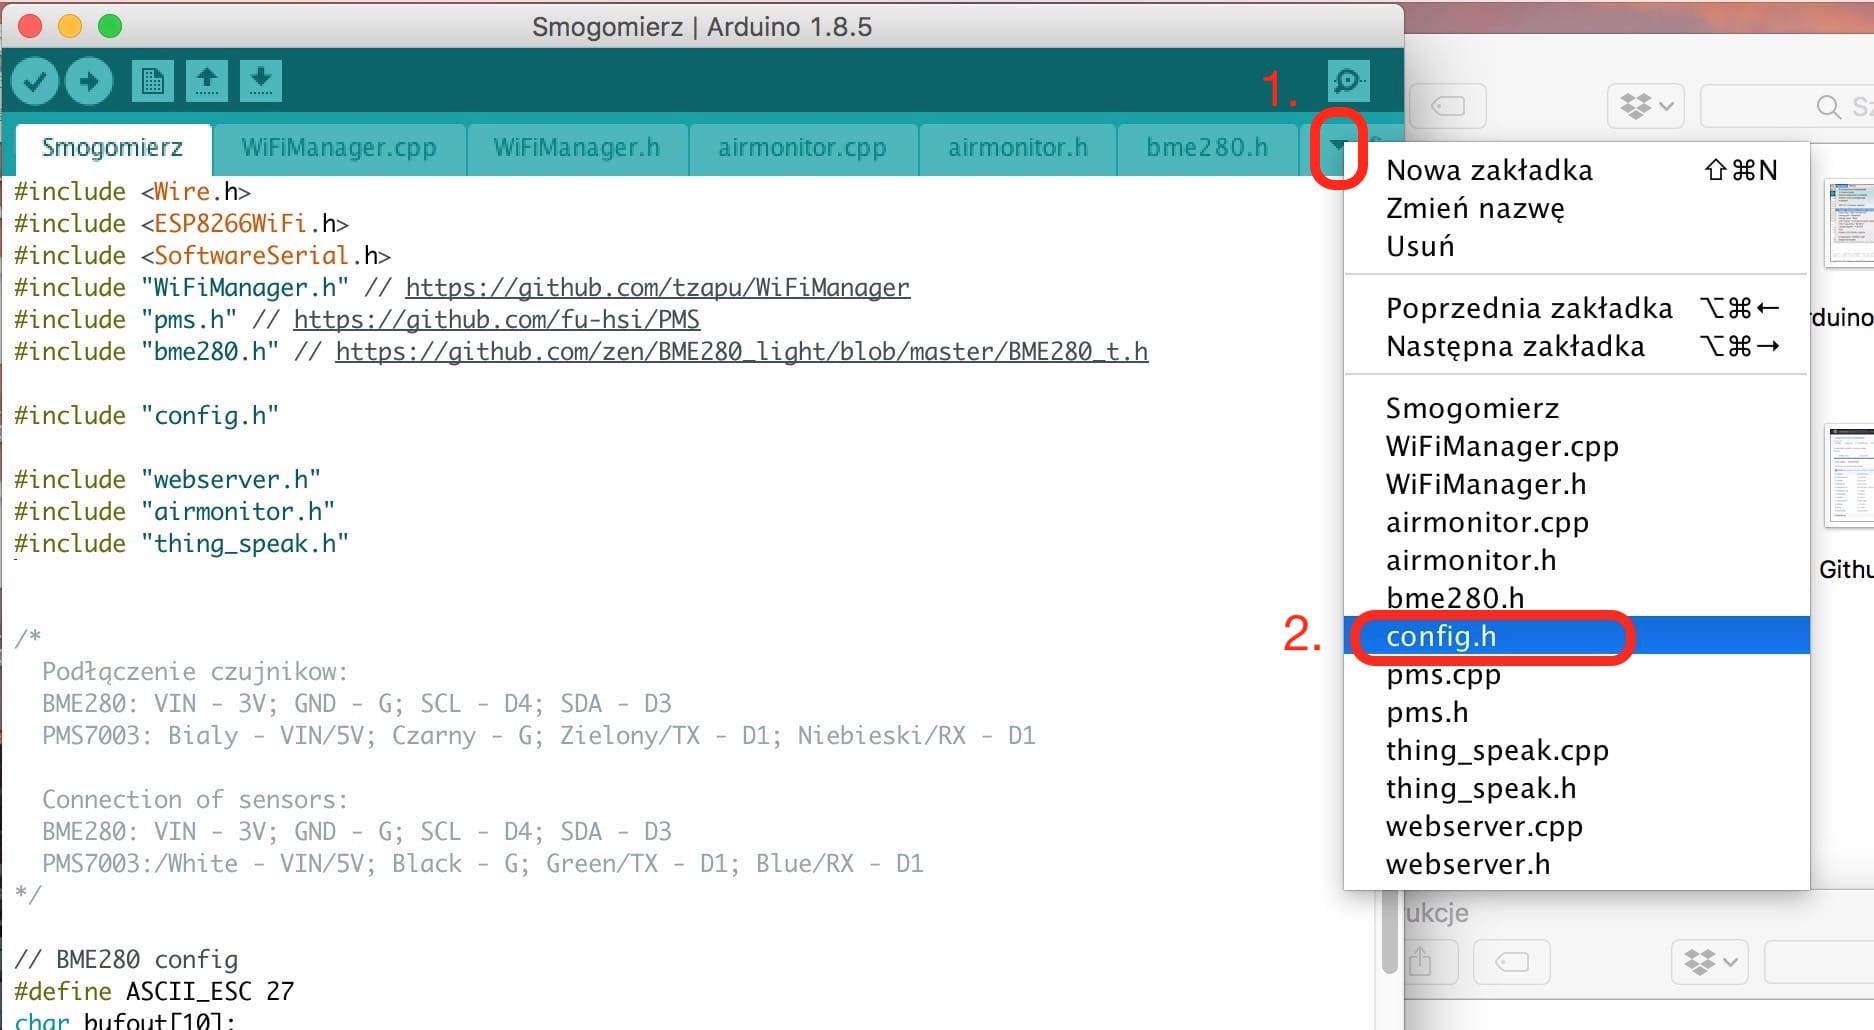 Smogomierz | Arduino 1.8.5
1.
Smogomierz WiFiManager.cpp WiFiManager.h airmonitor.cpp airmonitor.h bme280.h
#include <Wire.h>
#include <ESP8266WiFi.h>
#include <SoftwareSerial.h>
#include "WiFiManager.h" // https://github.com/tzapu/WiFiManager
#include "pms.h" // https://github.com/fu-hsi/PMS
#include "bme280.h" // https://github.com/zen/BME280_light/blob/master/BME280_t.h
#include "config.h"
#include "webserver.h"
#include "airmonitor.h"
#include "thing_speak.h"
/*
Podłączenie czujnikow:
BME280: VIN - 3V; GND - G; SCL - D4; SDA - D3
PMS7003: Bialy - VIN/5V; Czarny - G; Zielony/TX - D1; Niebieski/RX - D1
Connection of sensors:
BME280: VIN - 3V; GND - G; SCL - D4; SDA - D3
PMS7003:/White - VIN/5V; Black - G; Green/TX - D1; Blue/RX - D1
*/
// BME280 config
#define ASCII_ESC 27
char bufout[10];
Nowa zakładka ⇧⌘N
Zmień nazwę
Usuń
Poprzednia zakładka ⌥⌘←
Następna zakładka ⌥⌘→
Smogomierz
WiFiManager.cpp
WiFiManager.h
airmonitor.cpp
airmonitor.h
bme280.h
2.
config.h
pms.cpp
pms.h
thing_speak.cpp
thing_speak.h
webserver.cpp
webserver.h
Sz
rduino
Githu
rukcje